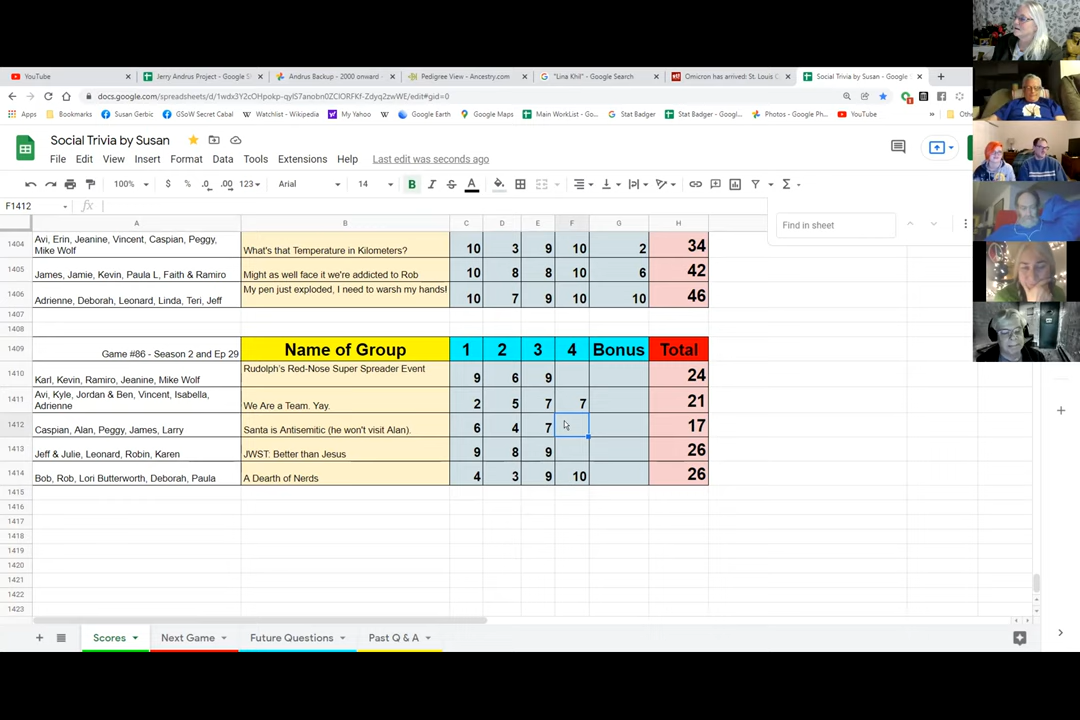 YouTube
Jerry Andrus Project - Google S
Andrus Backup - 2000 onward -
Pedigree View - Ancestry.com
"Lina Khil" - Google Search
Omicron has arrived: St. Louis C
Social Trivia by Susan - Google
Apps
Bookmarks
Susan Gerbic
GSoW Secret Cabal
Watchlist - Wikipedia
My Yahoo
Google Earth
Google Maps
Main WorkList - Go...
Stat Badger
Stat Badger - Googl...
Photos - Google Ph...
YouTube
Social Trivia by Susan
File Edit View Insert Format Data Tools Extensions Help Last edit was seconds ago
100% $ % .0 .00 123 Arial 14 B I S A
F1412 fx
Find in sheet
A B C D E F G H
1404 Avi, Erin, Jeanine, Vincent, Caspian, Peggy, Mike Wolf What's that Temperature in Kilometers? 10 3 9 10 2 34
1405 James, Jamie, Kevin, Paula L, Faith & Ramiro Might as well face it we're addicted to Rob 10 8 8 10 6 42
1406 Adrienne, Deborah, Leonard, Linda, Teri, Jeff My pen just exploded, I need to warsh my hands! 10 7 9 10 10 46
1407
1408
1409 Game #86 - Season 2 and Ep 29 Name of Group 1 2 3 4 Bonus Total
1410 Karl, Kevin, Ramiro, Jeanine, Mike Wolf Rudolph's Red-Nose Super Spreader Event 9 6 9 24
1411 Avi, Kyle, Jordan & Ben, Vincent, Isabella, Adrienne We Are a Team. Yay. 2 5 7 7 21
1412 Caspian, Alan, Peggy, James, Larry Santa is Antisemitic (he won't visit Alan). 6 4 7 17
1413 Jeff & Julie, Leonard, Robin, Karen JWST: Better than Jesus 9 8 9 26
1414 Bob, Rob, Lori Butterworth, Deborah, Paula A Dearth of Nerds 4 3 9 10 26
1415
1416
1417
1418
1419
1420
1421
1422
1423
Scores
Next Game
Future Questions
Past Q & A